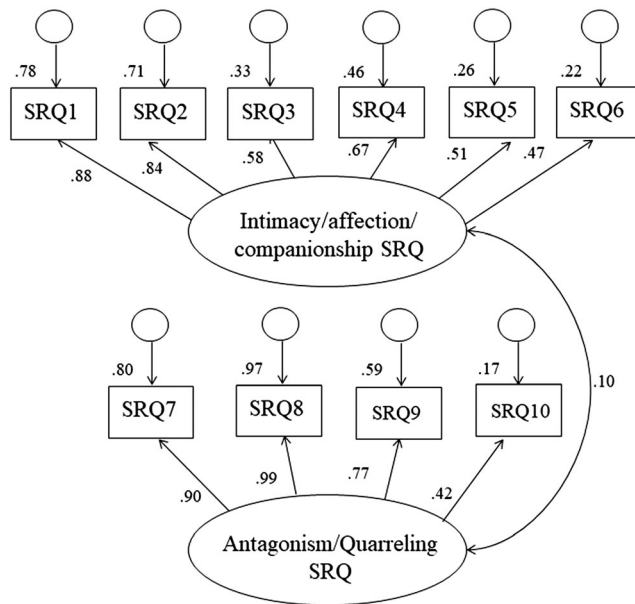 .78 .71 .33 .46 .26 .22
SRQ1 SRQ2 SRQ3 SRQ4 SRQ5 SRQ6
.88 .84 .58 .67 .51 .47
Intimacy/affection/
companionship SRQ
.10
.80 .97 .59 .17
SRQ7 SRQ8 SRQ9 SRQ10
.90 .99 .77 .42
Antagonism/Quarreling
SRQ